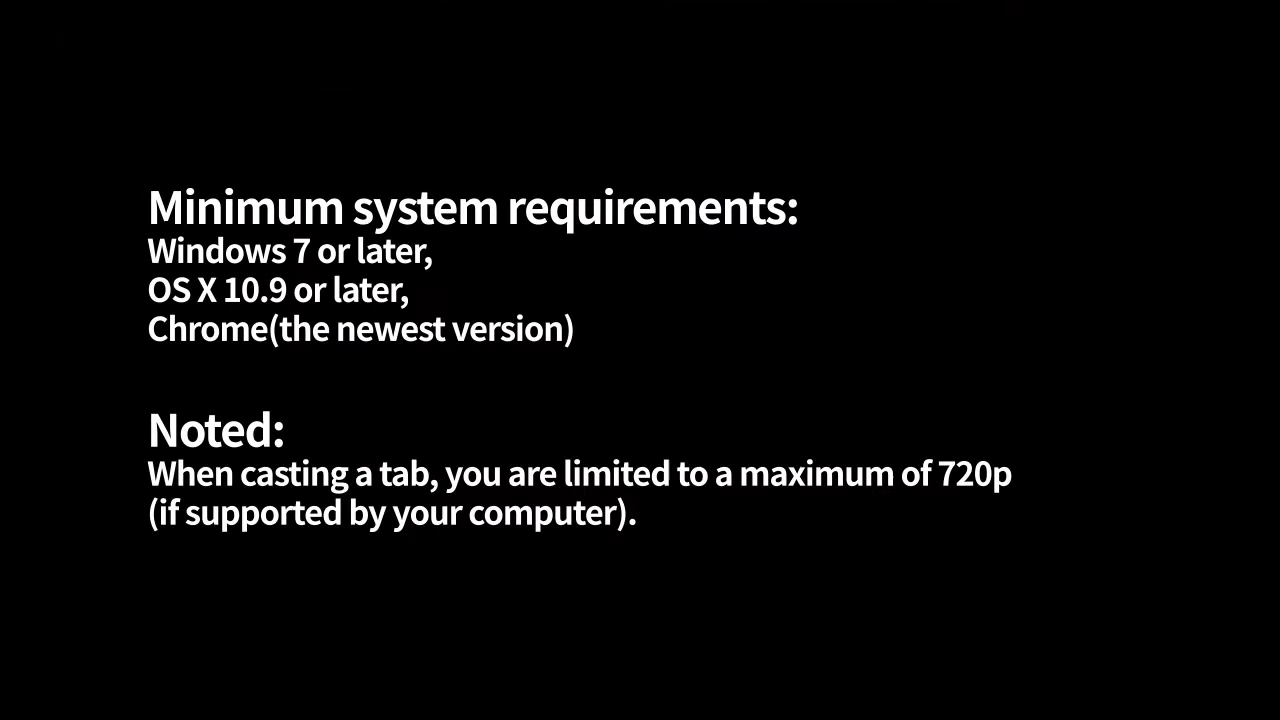 Minimum system requirements:
Windows 7 or later,
OS X 10.9 or later,
Chrome(the newest version)
Noted:
When casting a tab, you are limited to a maximum of 720p
(if supported by your computer).